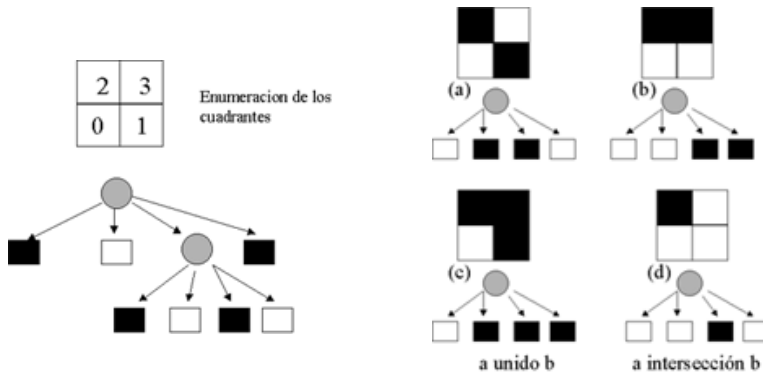 2 3
0 1
Enumeracion de los
cuadrantes
(a)
(b)
(c)
(d)
a unido b
a intersección b